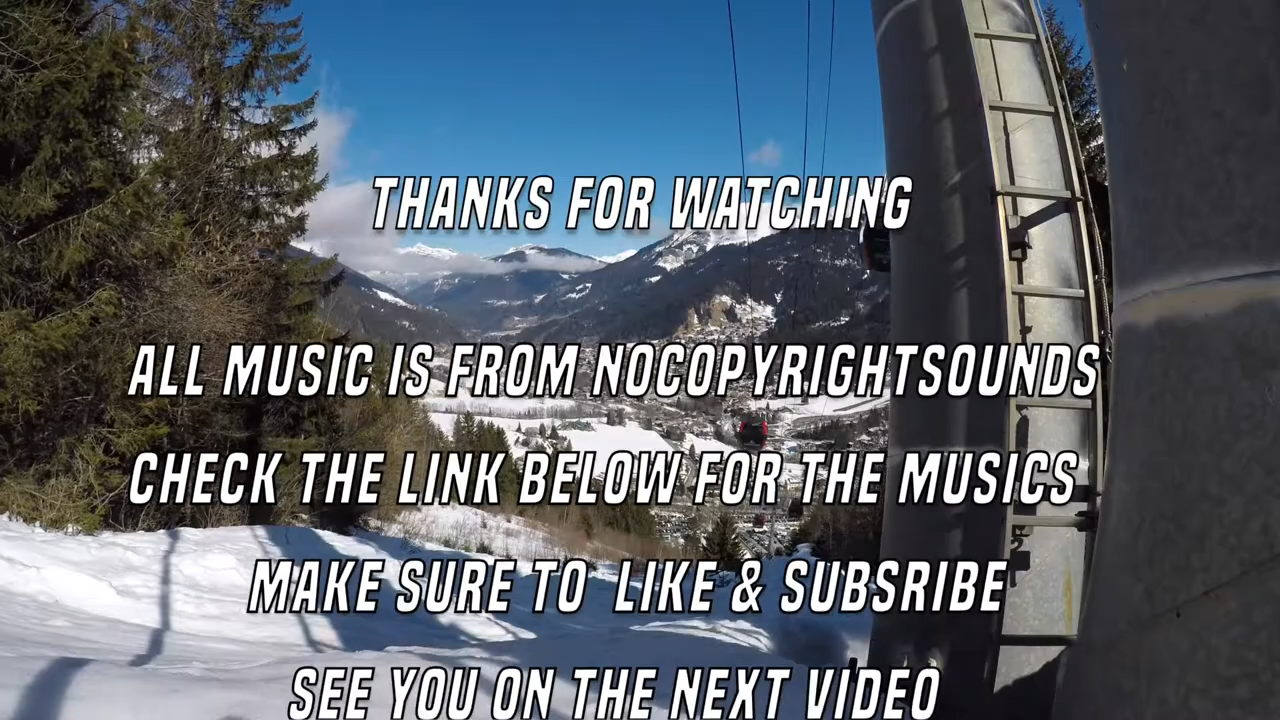 THANKS FOR WATCHING
ALL MUSIC IS FROM NOCOPYRIGHTSOUNDS
CHECK THE LINK BELOW FOR THE MUSICS
MAKE SURE TO LIKE & SUBSRIBE
SEE YOU ON THE NEXT VIDEO